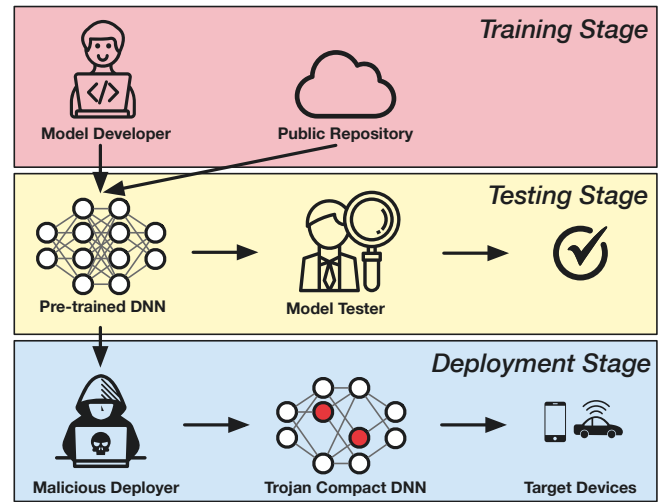 Training Stage
</>
Model Developer
Public Repository
Testing Stage
Pre-trained DNN
Model Tester
Deployment Stage
Malicious Deployer
Trojan Compact DNN
Target Devices